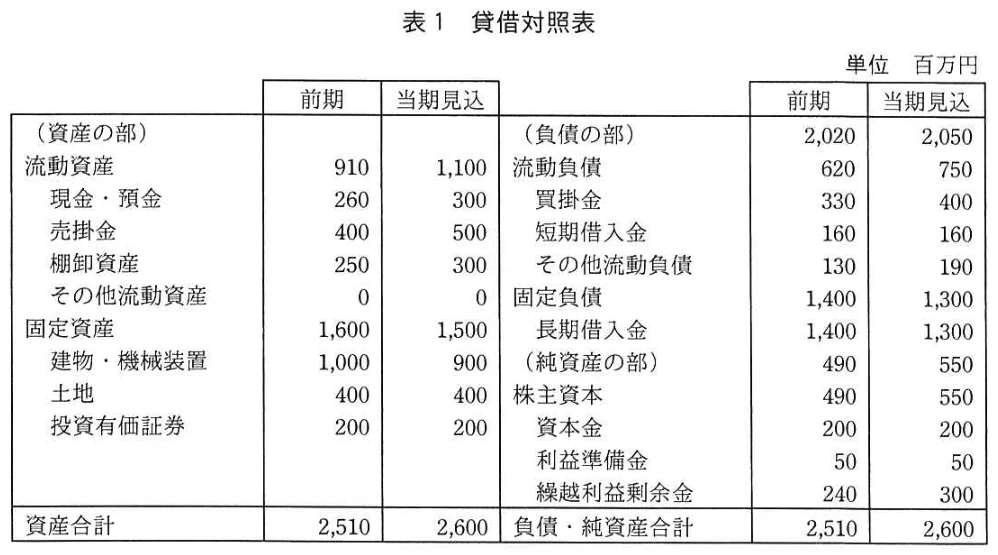 表1 貸借対照表
単位 百万円
前期 当期見込 前期 当期見込
（資産の部） （負債の部） 2,020 2,050
流動資産 910 1,100 流動負債 620 750
現金・預金 260 300 買掛金 330 400
売掛金 400 500 短期借入金 160 160
棚卸資産 250 300 その他流動負債 130 190
その他流動資産 0 0 固定負債 1,400 1,300
固定資産 1,600 1,500 長期借入金 1,400 1,300
建物・機械装置 1,000 900 （純資産の部） 490 550
土地 400 400 株主資本 490 550
投資有価証券 200 200 資本金 200 200
利益準備金 50 50
繰越利益剰余金 240 300
資産合計 2,510 2,600 負債・純資産合計 2,510 2,600